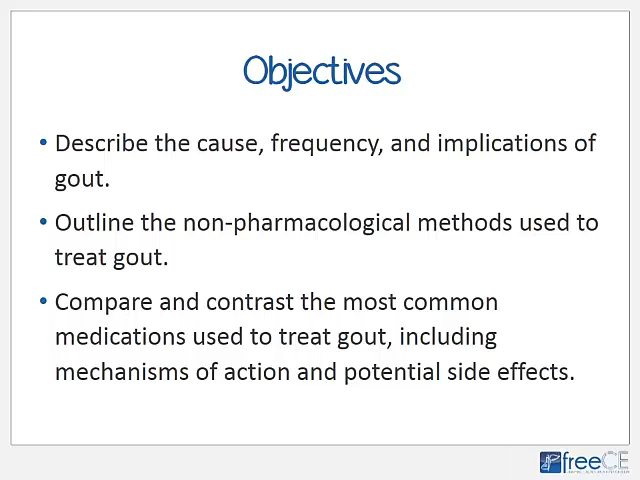 Objectives
• Describe the cause, frequency, and implications of
gout.
• Outline the non-pharmacological methods used to
treat gout.
• Compare and contrast the most common
medications used to treat gout, including
mechanisms of action and potential side effects.
freeCE